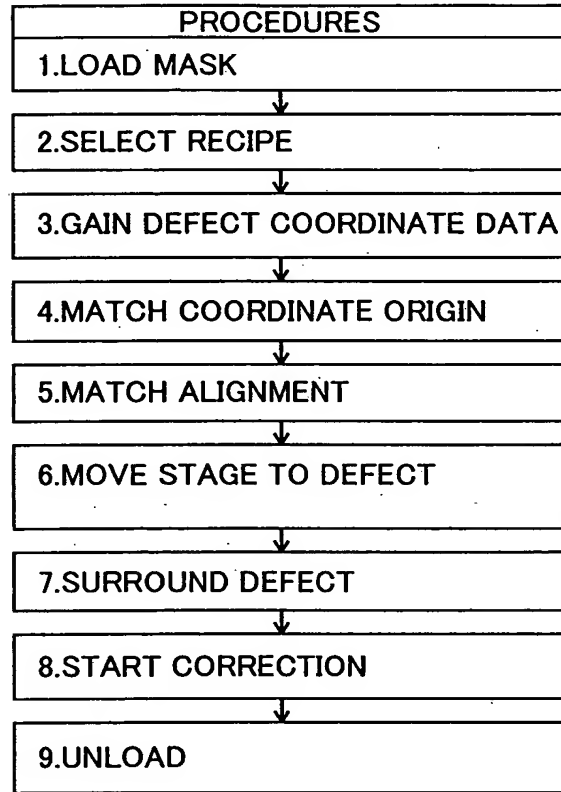 PROCEDURES
1.LOAD MASK
2.SELECT RECIPE
3.GAIN DEFECT COORDINATE DATA
4.MATCH COORDINATE ORIGIN
5.MATCH ALIGNMENT
6.MOVE STAGE TO DEFECT
7.SURROUND DEFECT
8.START CORRECTION
9.UNLOAD